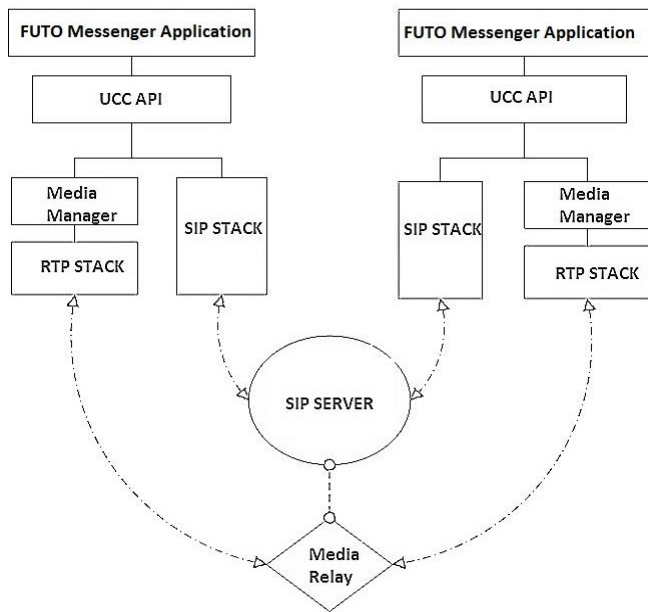 FUTO Messenger Application
FUTO Messenger Application
UCC API
UCC API
Media
Manager
SIP STACK
SIP STACK
Media
Manager
RTP STACK
RTP STACK
SIP SERVER
Media
Relay